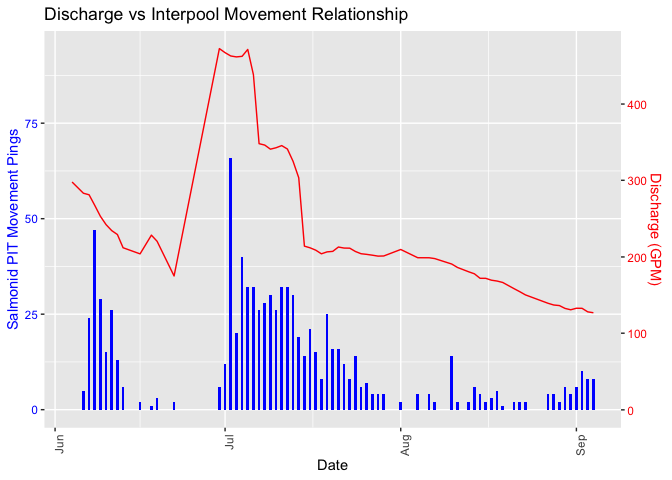 Discharge vs Interpool Movement Relationship
Salmonid PIT Movement Pings
75
50
25
0
400
300
200
100
0
Discharge (GPM)
Jun
Jul
Aug
Sep
Date